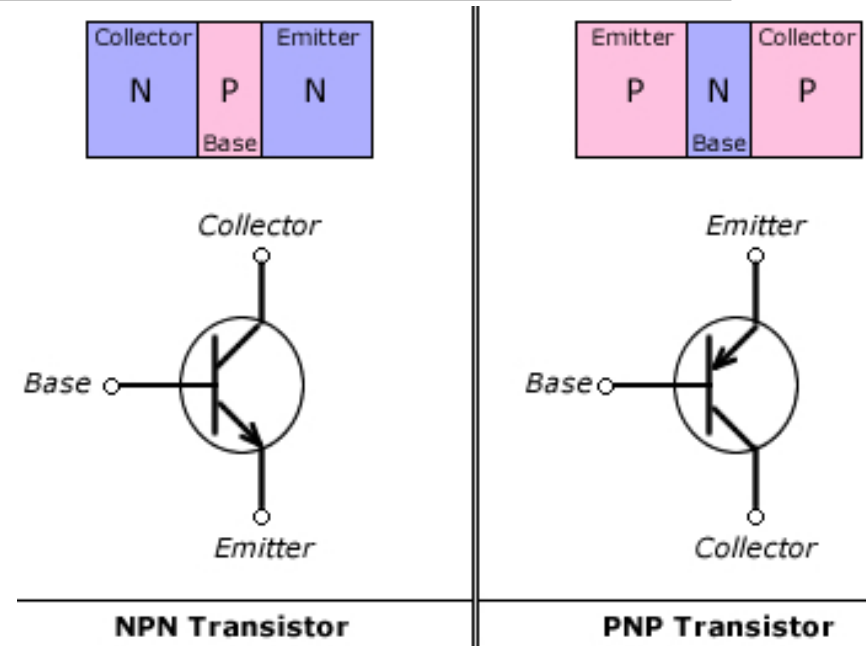 Collector Emitter
N P N
Base
Collector
Base
Emitter
NPN Transistor
Emitter Collector
P N P
Base
Emitter
Base
Collector
PNP Transistor